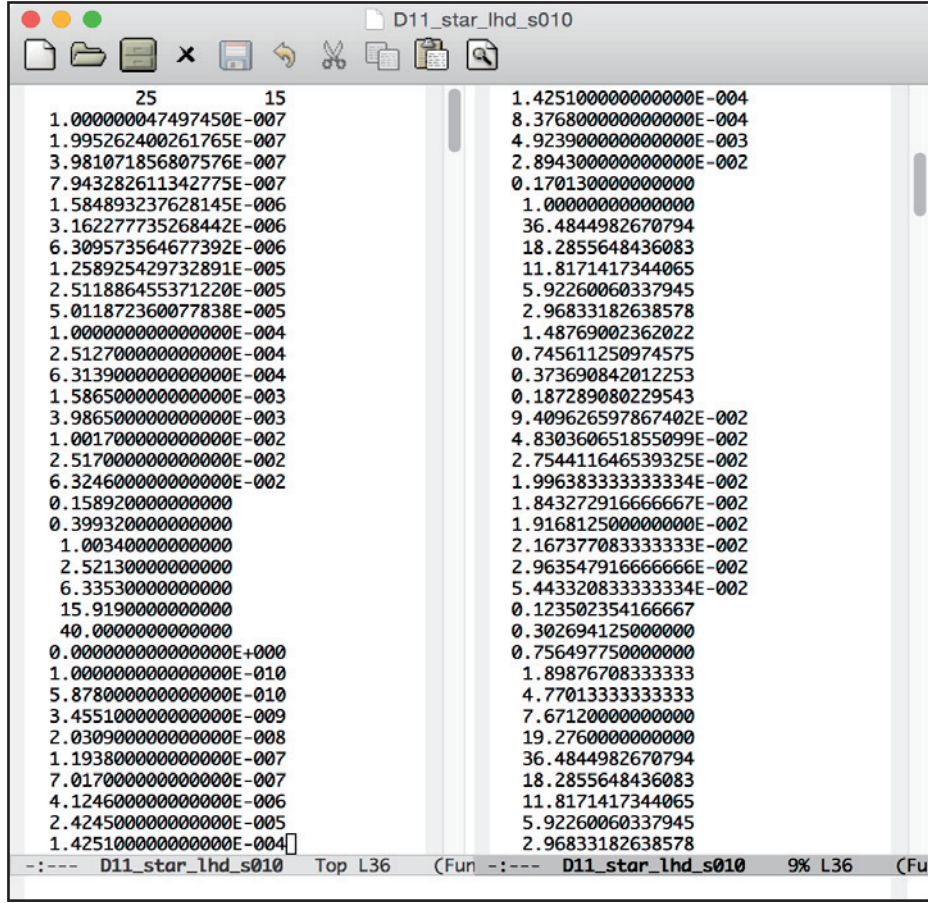 D11_star_lhd_s010
25 15
1.000000047497450E-007
1.995262400261765E-007
3.981071856807576E-007
7.943282611342775E-007
1.584893237628145E-006
3.162277735268442E-006
6.309573564677392E-006
1.258925429732891E-005
2.511886455371220E-005
5.011872360077838E-005
1.000000000000000E-004
2.512700000000000E-004
6.313900000000000E-004
1.586500000000000E-003
3.986500000000000E-003
1.001700000000000E-002
2.517000000000000E-002
6.324600000000000E-002
0.158920000000000
0.399320000000000
1.00340000000000
2.52130000000000
6.33530000000000
15.9190000000000
40.0000000000000
0.000000000000000E+000
1.000000000000000E-010
5.878000000000000E-010
3.455100000000000E-009
2.030900000000000E-008
1.193800000000000E-007
7.017000000000000E-007
4.124600000000000E-006
2.424500000000000E-005
1.425100000000000E-004
-:--- D11_star_lhd_s010 Top L36 (Fun
1.425100000000000E-004
8.376800000000000E-004
4.923900000000000E-003
2.894300000000000E-002
0.170130000000000
1.00000000000000
36.4844982670794
18.2855648436083
11.8171417344065
5.92260060337945
2.96833182638578
1.48769002362022
0.745611250974575
0.373690842012253
0.187289080229543
9.409626597867402E-002
4.830360651855099E-002
2.754411646539325E-002
1.996383333333334E-002
1.843272916666667E-002
1.916812500000000E-002
2.167377083333333E-002
2.963547916666666E-002
5.443320833333334E-002
0.123502354166667
0.302694125000000
0.756497750000000
1.89876708333333
4.77013333333333
7.67120000000000
19.2760000000000
36.4844982670794
18.2855648436083
11.8171417344065
5.92260060337945
2.96833182638578
-:--- D11_star_lhd_s010 9% L36 (Fu